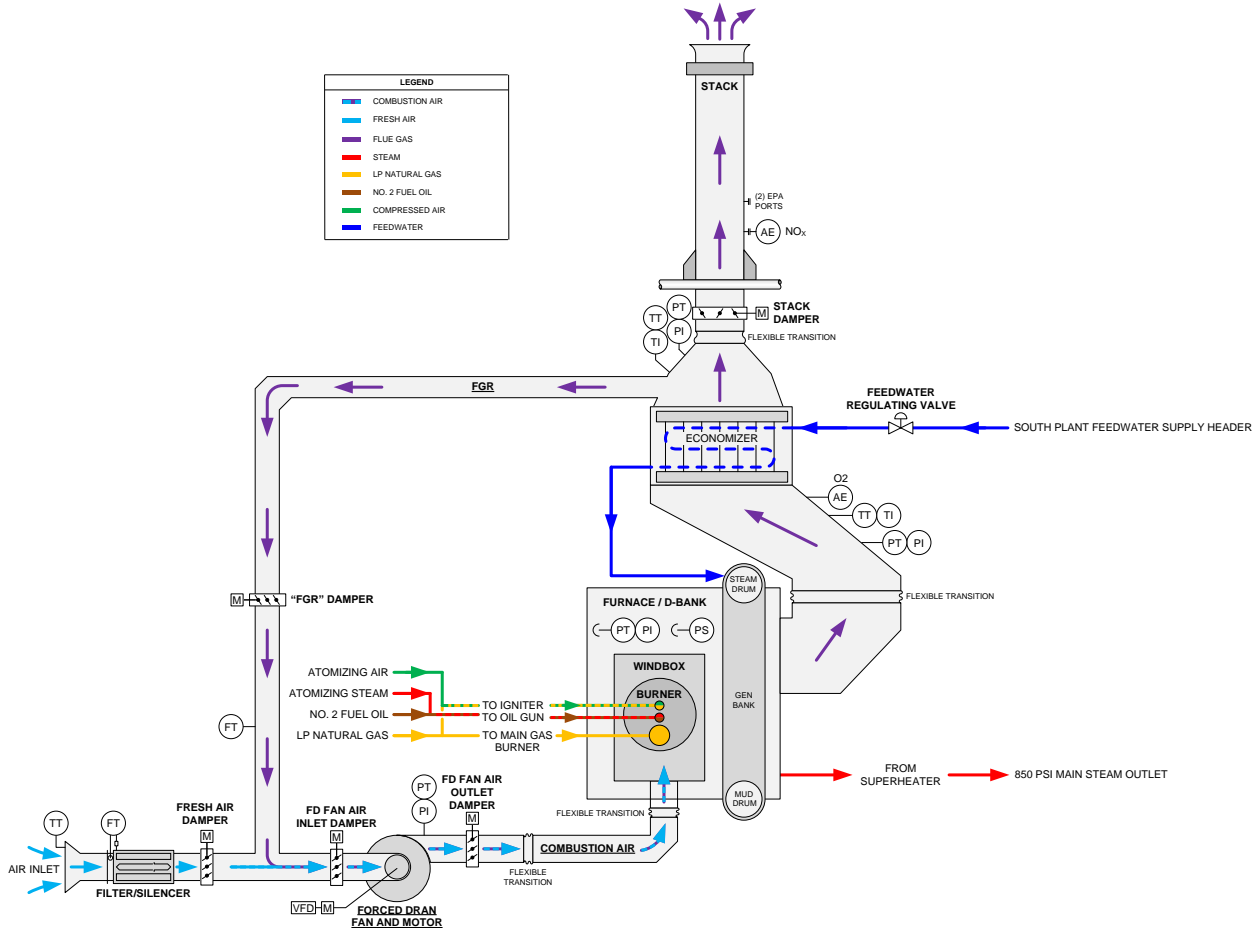 STACK
LEGEND
COMBUSTION AIR
FRESH AIR
FLUE GAS
STEAM
LP NATURAL GAS
NO. 2 FUEL OIL
COMPRESSED AIR
FEEDWATER
(2) EPA
PORTS
AE
NOx
STACK
DAMPER
M
PT
TT
PI
TI
FLEXIBLE TRANSITION
FGR
FEEDWATER
REGULATING VALVE
SOUTH PLANT FEEDWATER SUPPLY HEADER
ECONOMIZER
O2
AE
TT
TI
PT
PI
STEAM
DRUM
FLEXIBLE TRANSITION
M
"FGR" DAMPER
FURNACE / D-BANK
PT
PI
PS
WINDBOX
BURNER
GEN
BANK
ATOMIZING AIR
ATOMIZING STEAM
NO. 2 FUEL OIL
LP NATURAL GAS
TO IGNITER
TO OIL GUN
TO MAIN GAS
BURNER
FT
FROM
SUPERHEATER
850 PSI MAIN STEAM OUTLET
MUD
DRUM
PT
PI
FD FAN AIR
OUTLET
DAMPER
M
FLEXIBLE TRANSITION
TT
FT
FRESH AIR
DAMPER
M
FD FAN AIR
INLET DAMPER
M
COMBUSTION AIR
FLEXIBLE
TRANSITION
AIR INLET
FILTER/SILENCER
VFD
M
FORCED DRAN
FAN AND MOTOR